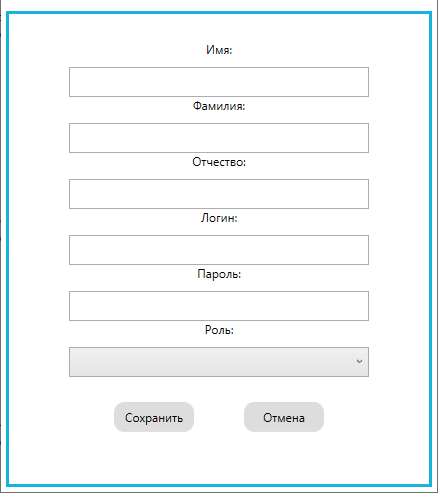 Имя:
Фамилия:
Отчество:
Логин:
Пароль:
Роль:
Сохранить Отмена